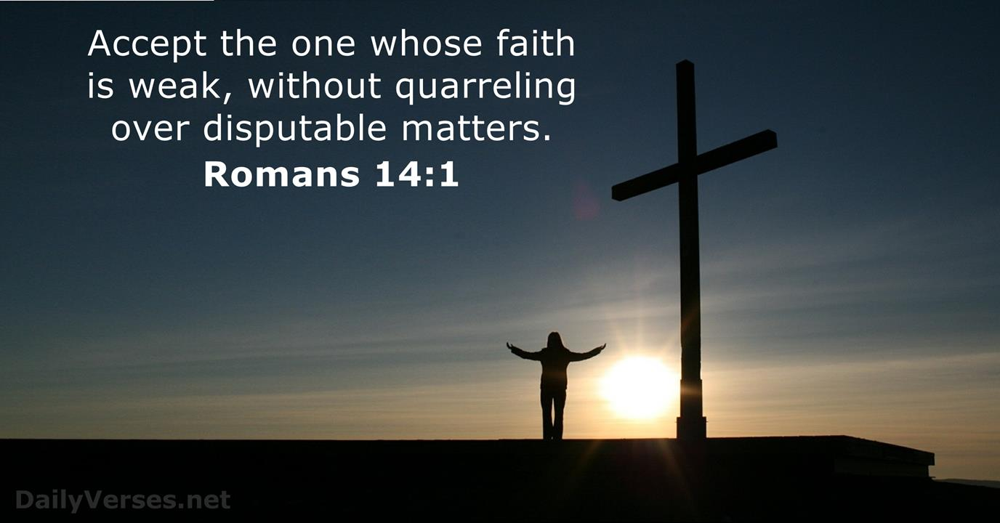 Accept the one whose faith
is weak, without quarreling
over disputable matters.
Romans 14:1
DailyVerses.net